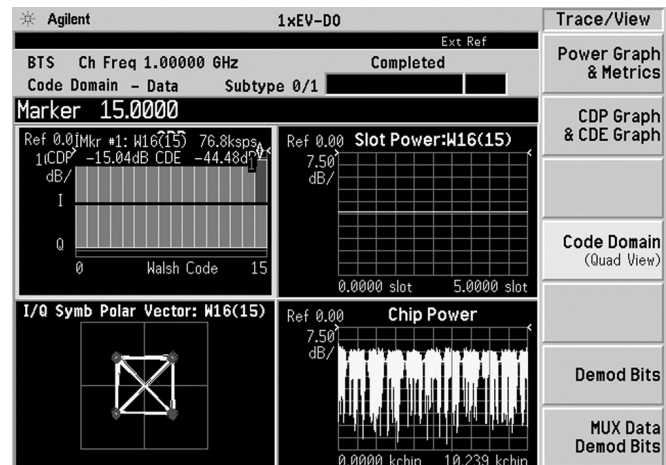 Agilent
1xEV-DO
Trace/View
Ext Ref
BTS Ch Freq 1.00000 GHz
Completed
Code Domain - Data Subtype 0/1
Marker 15.0000
Ref 0.0
Mkr #1: W16(15) 76.8ksps
CDP -15.04dB CDE -44.48d
dB/
I
Q
0 Walsh Code 15
Ref 0.00 Slot Power:W16(15)
7.50
dB/
0.0000 slot 5.0000 slot
I/Q Symb Polar Vector: W16(15)
Ref 0.00 Chip Power
7.50
dB/
0.0000 kchip 10.239 kchip
Power Graph
& Metrics
CDP Graph
& CDE Graph
Code Domain
(Quad View)
Demod Bits
MUX Data
Demod Bits